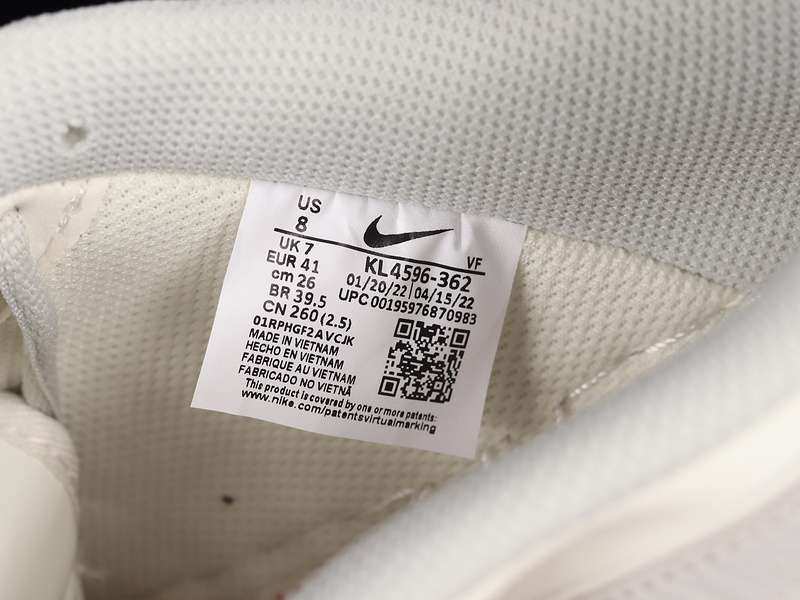 US
8
VF
UK 7
EUR 41
cm 26
BR 39.5
CN 260 (2.5)
KL4596-362
01/20/22 | 04/15/22
UPC 00195976870983
01RPHGF2AVCJK
MADE IN VIETNAM
HECHO EN VIETNAM
FABRIQUE AU VIETNAM
FABRICADO NO VIETNÃ
This product is covered by one or more patents:
www.nike.com/patentsvirtualmarking